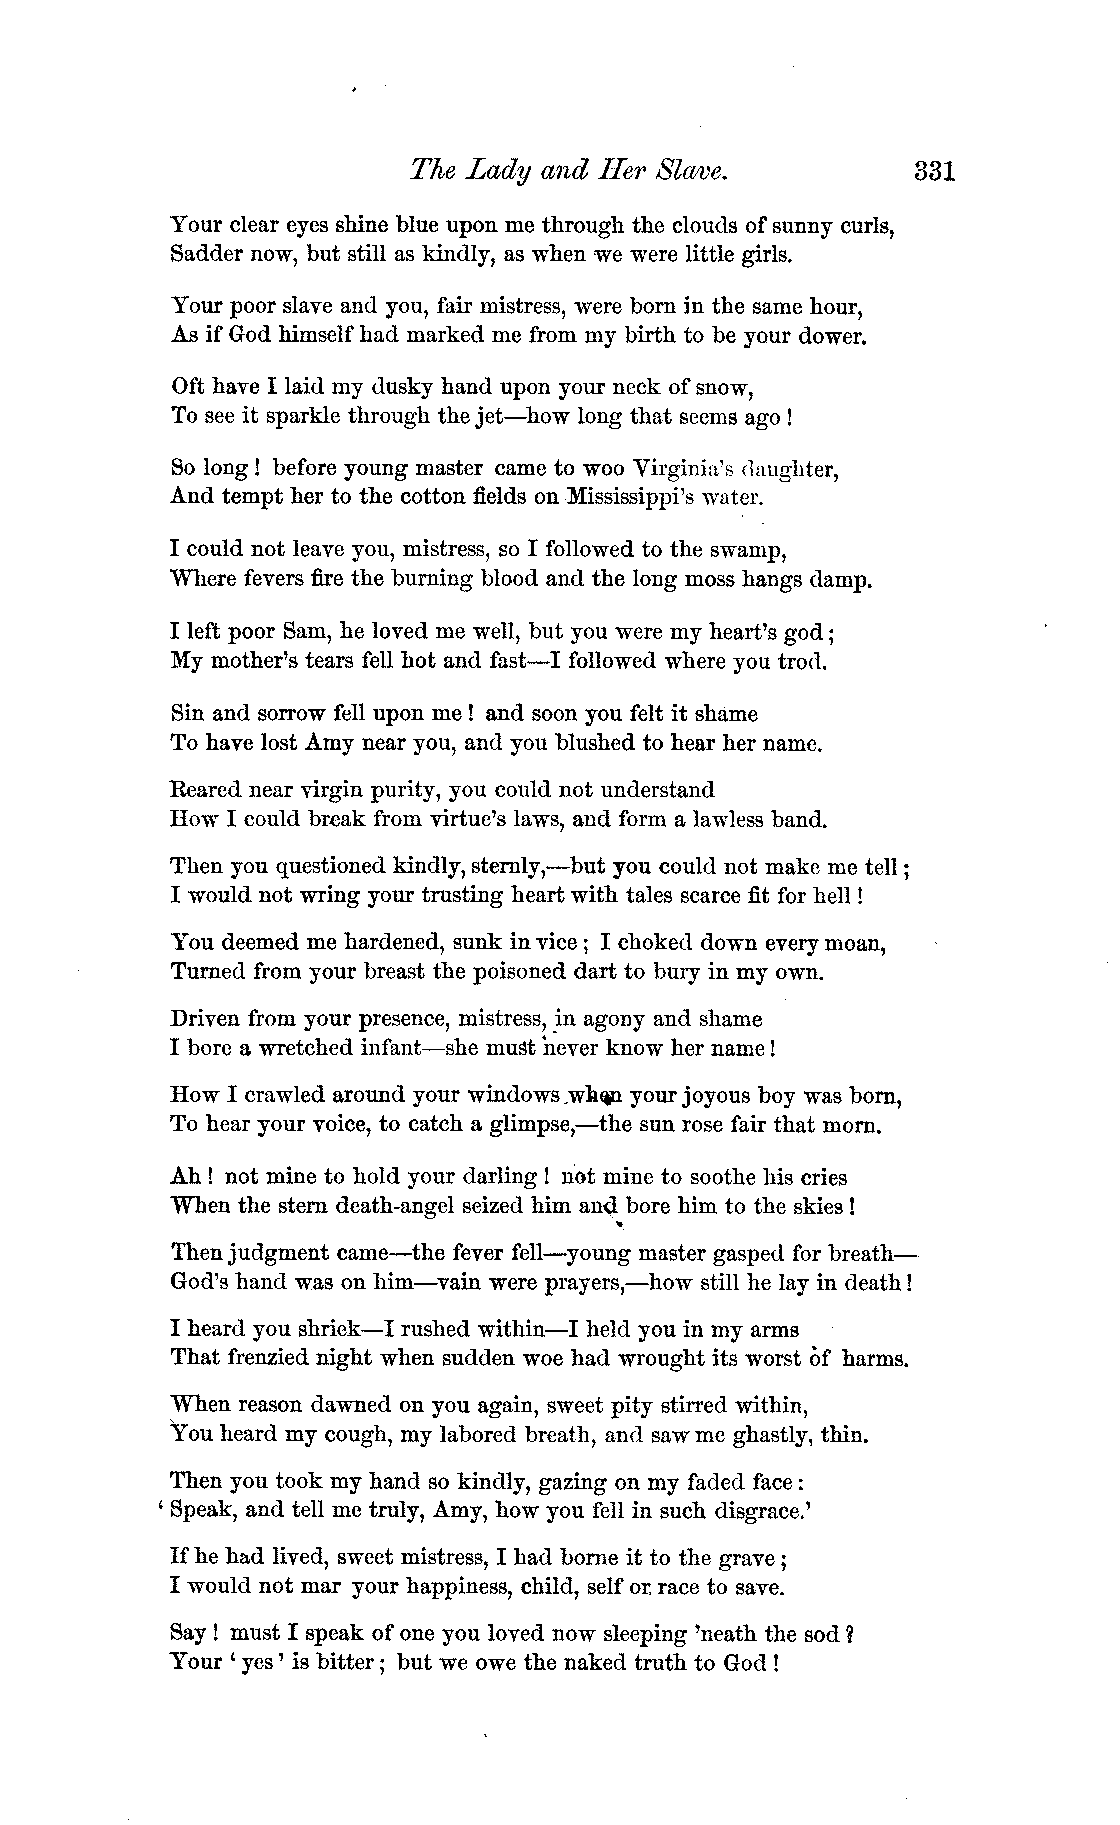 The Lady and Her Slave. 331
Your clear eyes shine blue upon me through the clouds of sunny curls,
Sadder now, but still as kindly, as when we were little girls.
Your poor slave and you, fair mistress, were born in the same hour,
As if God himself had marked me from my birth to be your dower.
Oft have I laid my dusky hand upon your neck of snow,
To see it sparkle through the jet—how long that seems ago!
So long! before young master came to woo Virginia's daughter,
And tempt her to the cotton fields on Mississippi's water.
I could not leave you, mistress, so I followed to the swamp,
Where fevers fire the burning blood and the long moss hangs damp.
I left poor Sam, he loved me well, but you were my heart's god;
My mother's tears fell hot and fast—I followed where you trod.
Sin and sorrow fell upon me! and soon you felt it shame
To have lost Amy near you, and you blushed to hear her name.
Reared near virgin purity, you could not understand
How I could break from virtue's laws, and form a lawless band.
Then you questioned kindly, sternly,—but you could not make me tell;
I would not wring your trusting heart with tales scarce fit for hell!
You deemed me hardened, sunk in vice; I choked down every moan,
Turned from your breast the poisoned dart to bury in my own.
Driven from your presence, mistress, in agony and shame
I bore a wretched infant—she must never know her name!
How I crawled around your windows when your joyous boy was born,
To hear your voice, to catch a glimpse,—the sun rose fair that morn.
Ah! not mine to hold your darling! not mine to soothe his cries
When the stern death-angel seized him and bore him to the skies!
Then judgment came—the fever fell—young master gasped for breath—
God's hand was on him—vain were prayers,—how still he lay in death!
I heard you shriek—I rushed within—I held you in my arms
That frenzied night when sudden woe had wrought its worst of harms.
When reason dawned on you again, sweet pity stirred within,
You heard my cough, my labored breath, and saw me ghastly, thin.
Then you took my hand so kindly, gazing on my faded face:
‘Speak, and tell me truly, Amy, how you fell in such disgrace.’
If he had lived, sweet mistress, I had borne it to the grave;
I would not mar your happiness, child, self or race to save.
Say! must I speak of one you loved now sleeping 'neath the sod?
Your ‘yes’ is bitter; but we owe the naked truth to God!